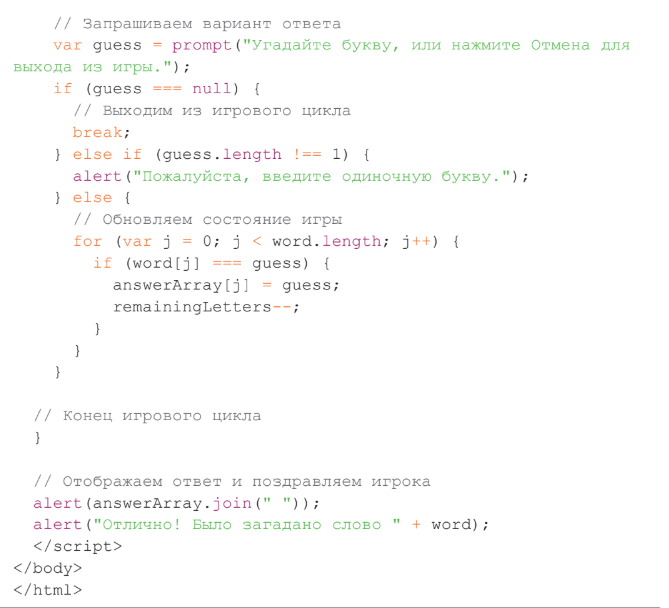 // Запрашиваем вариант ответа
var guess = prompt("Угадайте букву, или нажмите Отмена для
выхода из игры.");
if (guess === null) {
// Выходим из игрового цикла
break;
} else if (guess.length !== 1) {
alert("Пожалуйста, введите одиночную букву.");
} else {
// Обновляем состояние игры
for (var j = 0; j < word.length; j++) {
if (word[j] === guess) {
answerArray[j] = guess;
remainingLetters--;
}
}
}
// Конец игрового цикла
}
// Отображаем ответ и поздравляем игрока
alert(answerArray.join(" "));
alert("Отлично! Было загадано слово " + word);
</script>
</body>
</html>